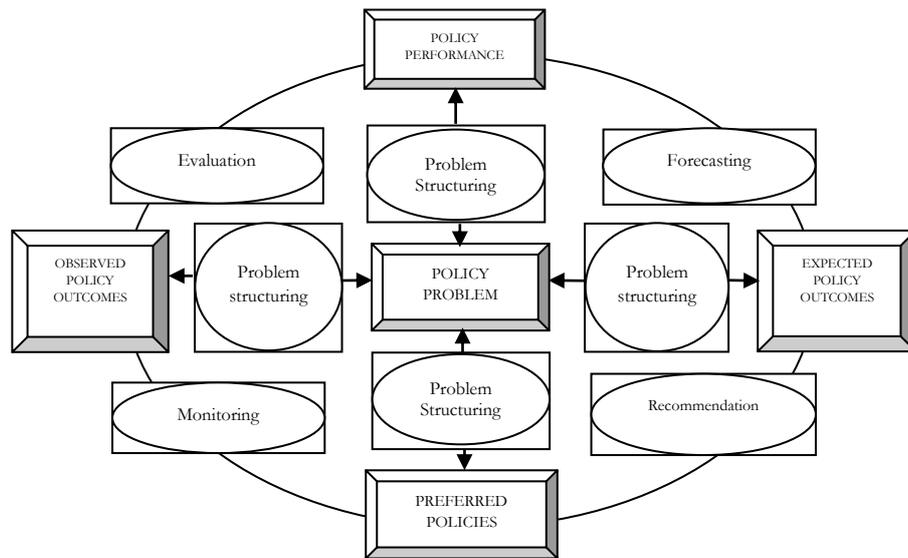 POLICY
PERFORMANCE
Evaluation
Problem
Structuring
Forecasting
OBSERVED
POLICY
OUTCOMES
Problem
structuring
POLICY
PROBLEM
Problem
structuring
EXPECTED
POLICY
OUTCOMES
Monitoring
Problem
Structuring
Recommendation
PREFERRED
POLICIES